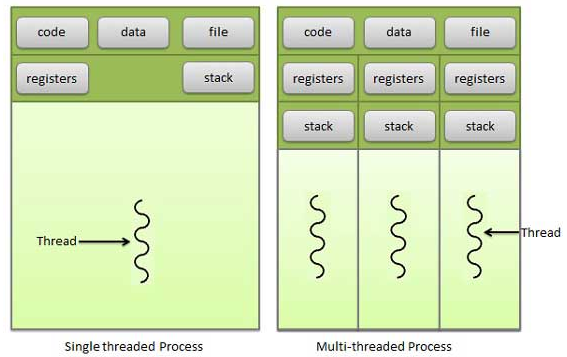 code data file
registers stack
Thread
Single threaded Process
code data file
registers registers registers
stack stack stack
Thread
Multi-threaded Process